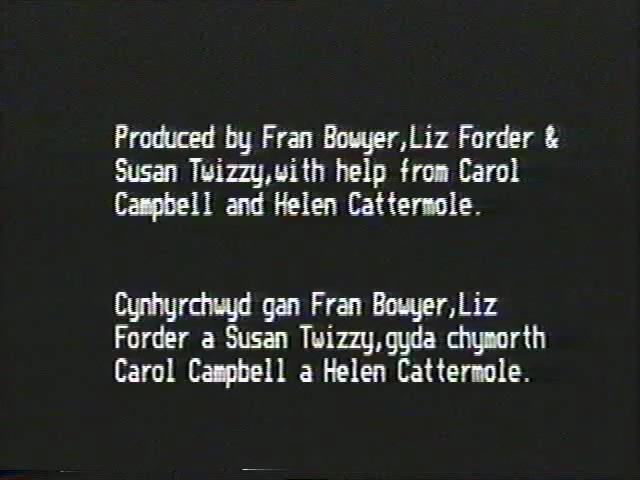 Produced by Fran Bowyer,Liz Forder &
Susan Twizzy,with help from Carol
Campbell and Helen Cattermole.
Cynhyrchwyd gan Fran Bowyer,Liz
Forder a Susan Twizzy,gyda chymorth
Carol Campbell a Helen Cattermole.